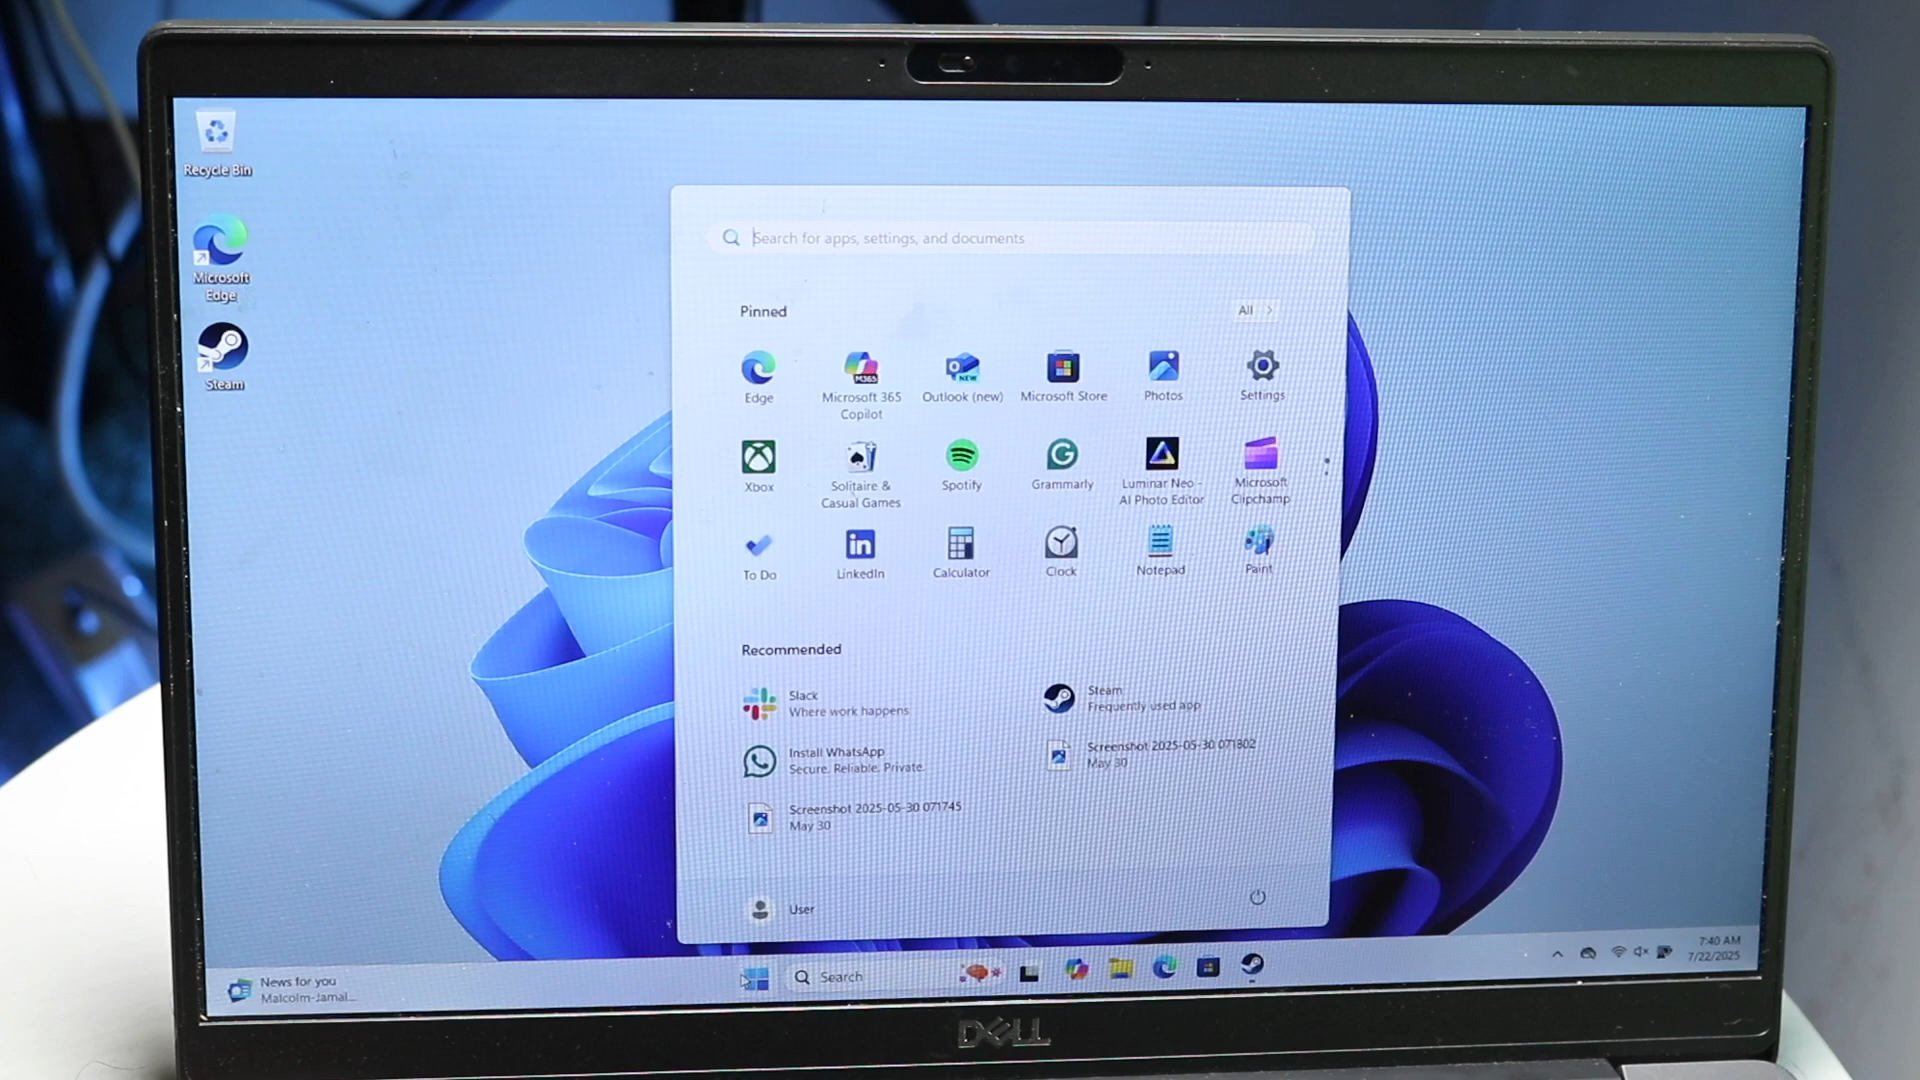 Recycle Bin
Microsoft
Edge
Steam
Search for apps, settings, and documents
Pinned
All
Edge
Microsoft 365
Copilot
M365
Outlook (new)
NEW
Microsoft Store
Photos
Settings
Xbox
Solitaire &
Casual Games
Spotify
Grammarly
Luminar Neo -
AI Photo Editor
Microsoft
Clipchamp
To Do
LinkedIn
Calculator
Clock
Notepad
Paint
Recommended
Slack
Where work happens
Steam
Frequently used app
Install WhatsApp
Secure. Reliable. Private.
Screenshot 2025-05-30 071802
May 30
Screenshot 2025-05-30 071745
May 30
User
News for you
Malcolm-Jamal...
Search
7:40 AM
7/22/2025
DELL